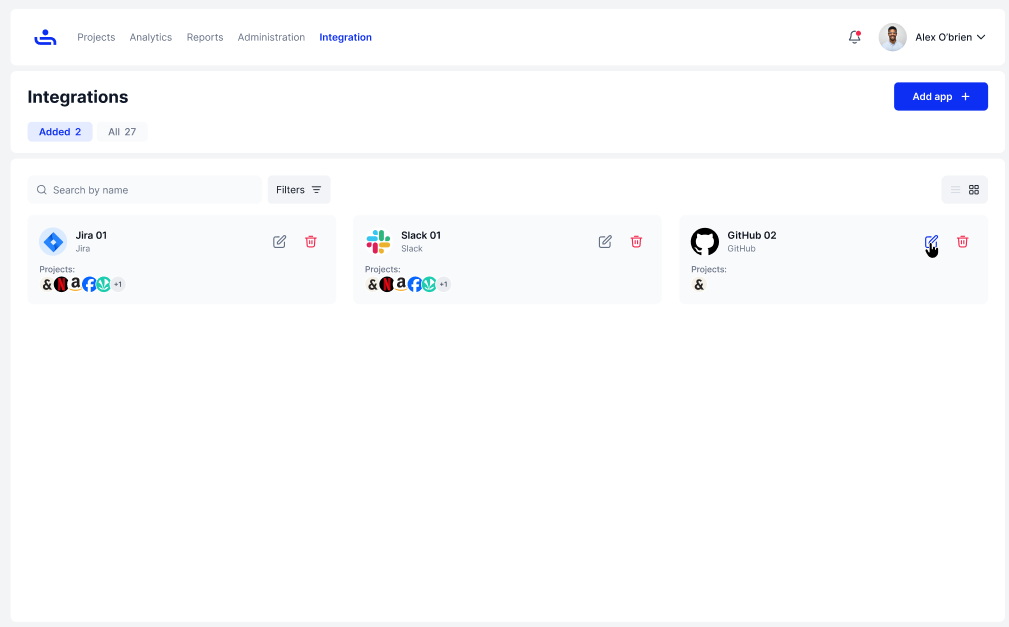 Projects Analytics Reports Administration Integration Alex O'brien
Integrations
Add app +
Added 2 All 27
Search by name Filters
Jira 01
Jira
Projects:
& N a f +1
Slack 01
Slack
Projects:
& N a f +1
GitHub 02
GitHub
Projects:
&